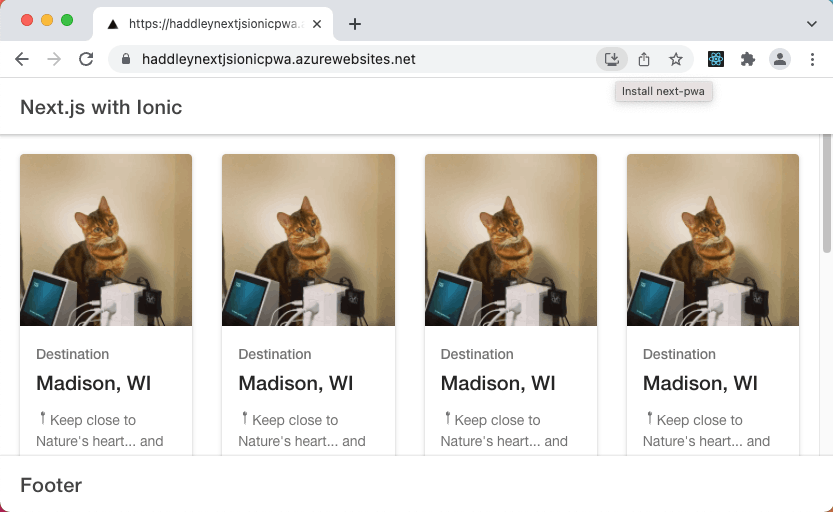 https://haddleynextjsionicpwa.
haddleynextjsionicpwa.azurewebsites.net
Install next-pwa
Next.js with Ionic
Destination
Madison, WI
Keep close to
Nature's heart... and
Destination
Madison, WI
Keep close to
Nature's heart... and
Destination
Madison, WI
Keep close to
Nature's heart... and
Destination
Madison, WI
Keep close to
Nature's heart... and
Footer